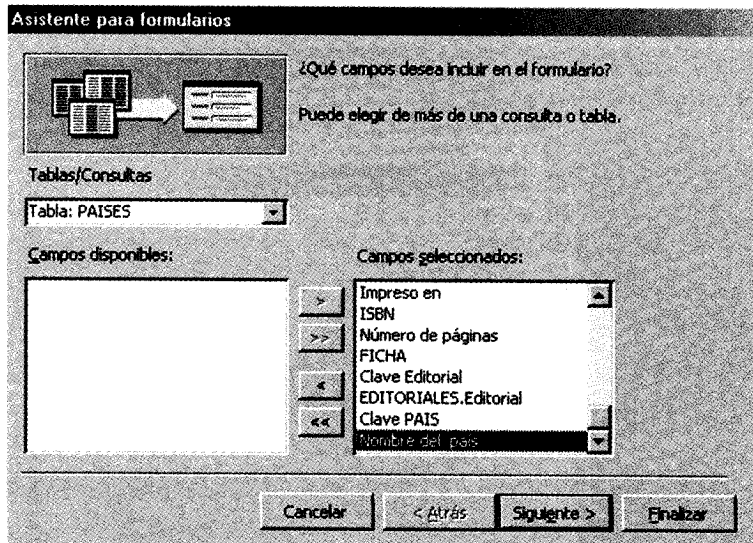 Asistente para formularios
¿Qué campos desea incluir en el formulario?
Puede elegir de más de una consulta o tabla.
Tablas/Consultas
Tabla: PAISES
Campos disponibles:
Campos seleccionados:
>
>>
<
<<
Impreso en
ISBN
Número de páginas
FICHA
Clave Editorial
EDITORIALES.Editorial
Clave PAIS
Nombre del pais
Cancelar
< Atrás
Siguiente >
Finalizar